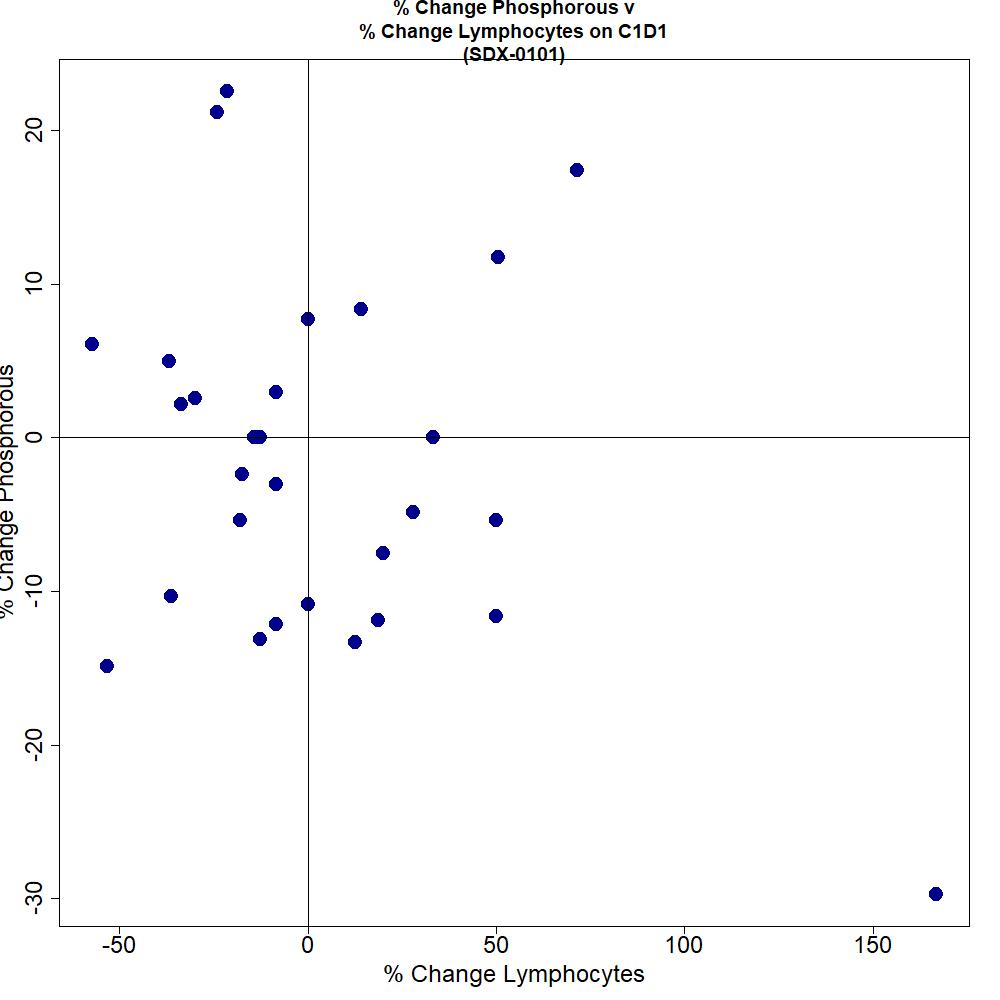 % Change Phosphorous v
% Change Lymphocytes on C1D1
(SDX-0101)
% Change Phosphorous
20
10
0
-10
-20
-30
-50
0
50
100
150
% Change Lymphocytes